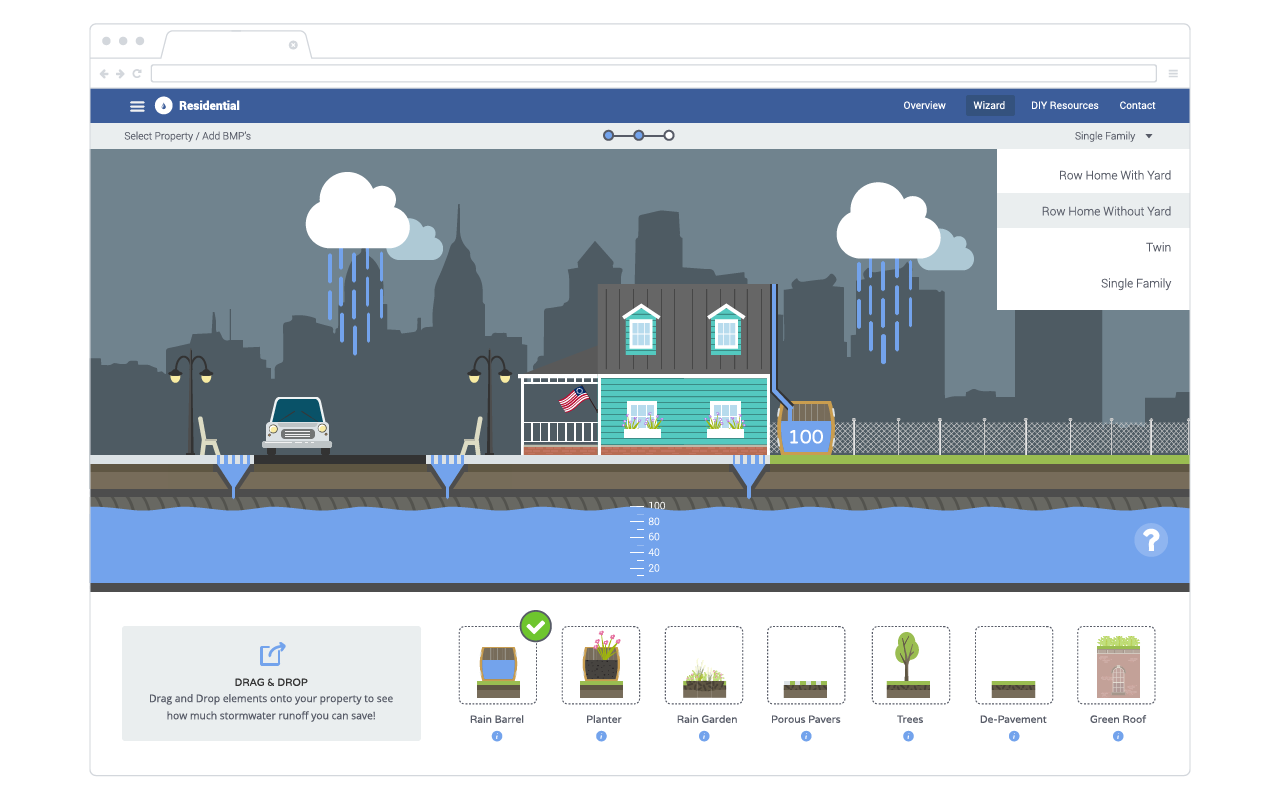 Residential
Overview
Wizard
DIY Resources
Contact
Select Property / Add BMP's
Single Family
Row Home With Yard
Row Home Without Yard
Twin
Single Family
100
100
80
60
40
20
?
DRAG & DROP
Drag and Drop elements onto your property to see
how much stormwater runoff you can save!
Rain Barrel
Planter
Rain Garden
Porous Pavers
Trees
De-Pavement
Green Roof
i
i
i
i
i
i
i